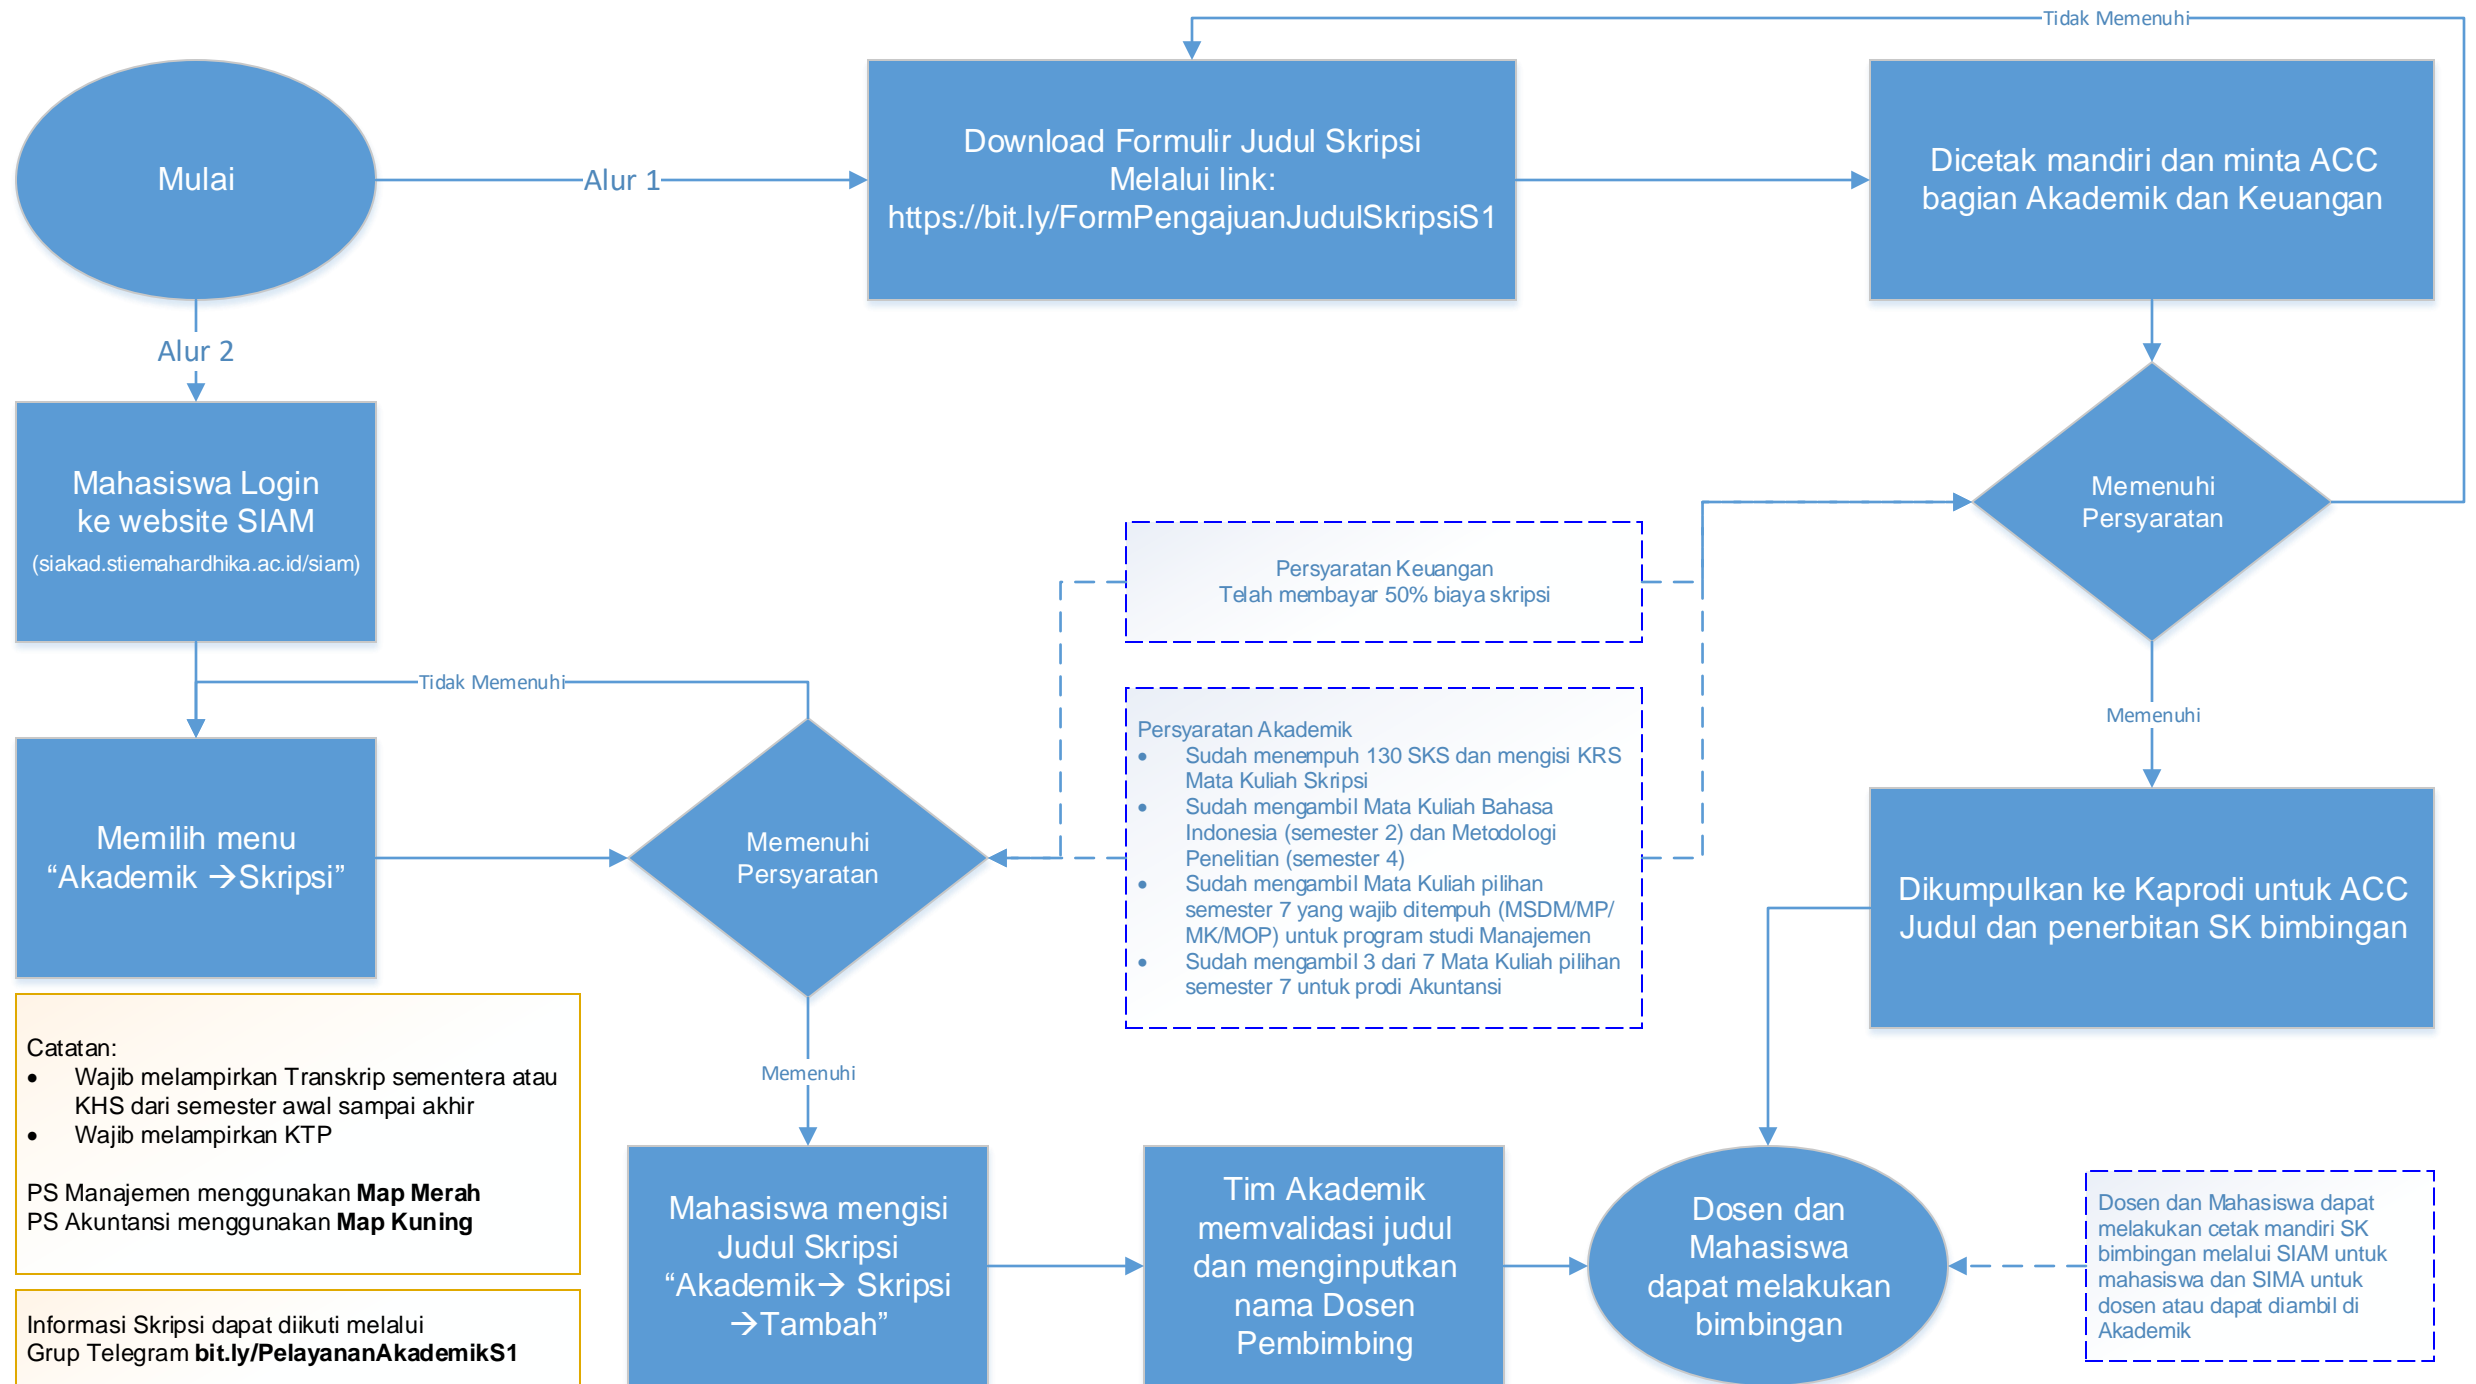 Tidak Memenuhi
Mulai
Alur 1
Download Formulir Judul Skripsi
Melalui link:
https://bit.ly/FormPengajuanJudulSkripsiS1
Dicetak mandiri dan minta ACC
bagian Akademik dan Keuangan
Alur 2
Mahasiswa Login
ke website SIAM
(siakad.stiemahardhika.ac.id/siam)
Memenuhi
Persyaratan
Persyaratan Keuangan
Telah membayar 50% biaya skripsi
Tidak Memenuhi
Memenuhi
Persyaratan Akademik
• Sudah menempuh 130 SKS dan mengisi KRS
Mata Kuliah Skripsi
• Sudah mengambil Mata Kuliah Bahasa
Indonesia (semester 2) dan Metodologi
Penelitian (semester 4)
• Sudah mengambil Mata Kuliah pilihan
semester 7 yang wajib ditempuh (MSDM/MP/
MK/MOP) untuk program studi Manajemen
• Sudah mengambil 3 dari 7 Mata Kuliah pilihan
semester 7 untuk prodi Akuntansi
Memilih menu
“Akademik →Skripsi”
Memenuhi
Persyaratan
Dikumpulkan ke Kaprodi untuk ACC
Judul dan penerbitan SK bimbingan
Catatan:
• Wajib melampirkan Transkrip sementera atau
KHS dari semester awal sampai akhir
• Wajib melampirkan KTP
PS Manajemen menggunakan Map Merah
PS Akuntansi menggunakan Map Kuning
Memenuhi
Mahasiswa mengisi
Judul Skripsi
“Akademik→ Skripsi
→Tambah”
Tim Akademik
memvalidasi judul
dan menginputkan
nama Dosen
Pembimbing
Dosen dan
Mahasiswa
dapat melakukan
bimbingan
Dosen dan Mahasiswa dapat
melakukan cetak mandiri SK
bimbingan melalui SIAM untuk
mahasiswa dan SIMA untuk
dosen atau dapat diambil di
Akademik
Informasi Skripsi dapat diikuti melalui
Grup Telegram bit.ly/PelayananAkademikS1